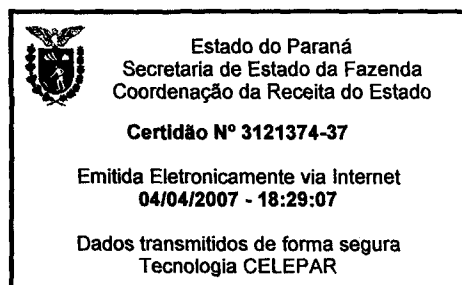 Estado do Paraná
Secretaria de Estado da Fazenda
Coordenação da Receita do Estado
Certidão Nº 3121374-37
Emitida Eletronicamente via Internet
04/04/2007 - 18:29:07
Dados transmitidos de forma segura
Tecnologia CELEPAR